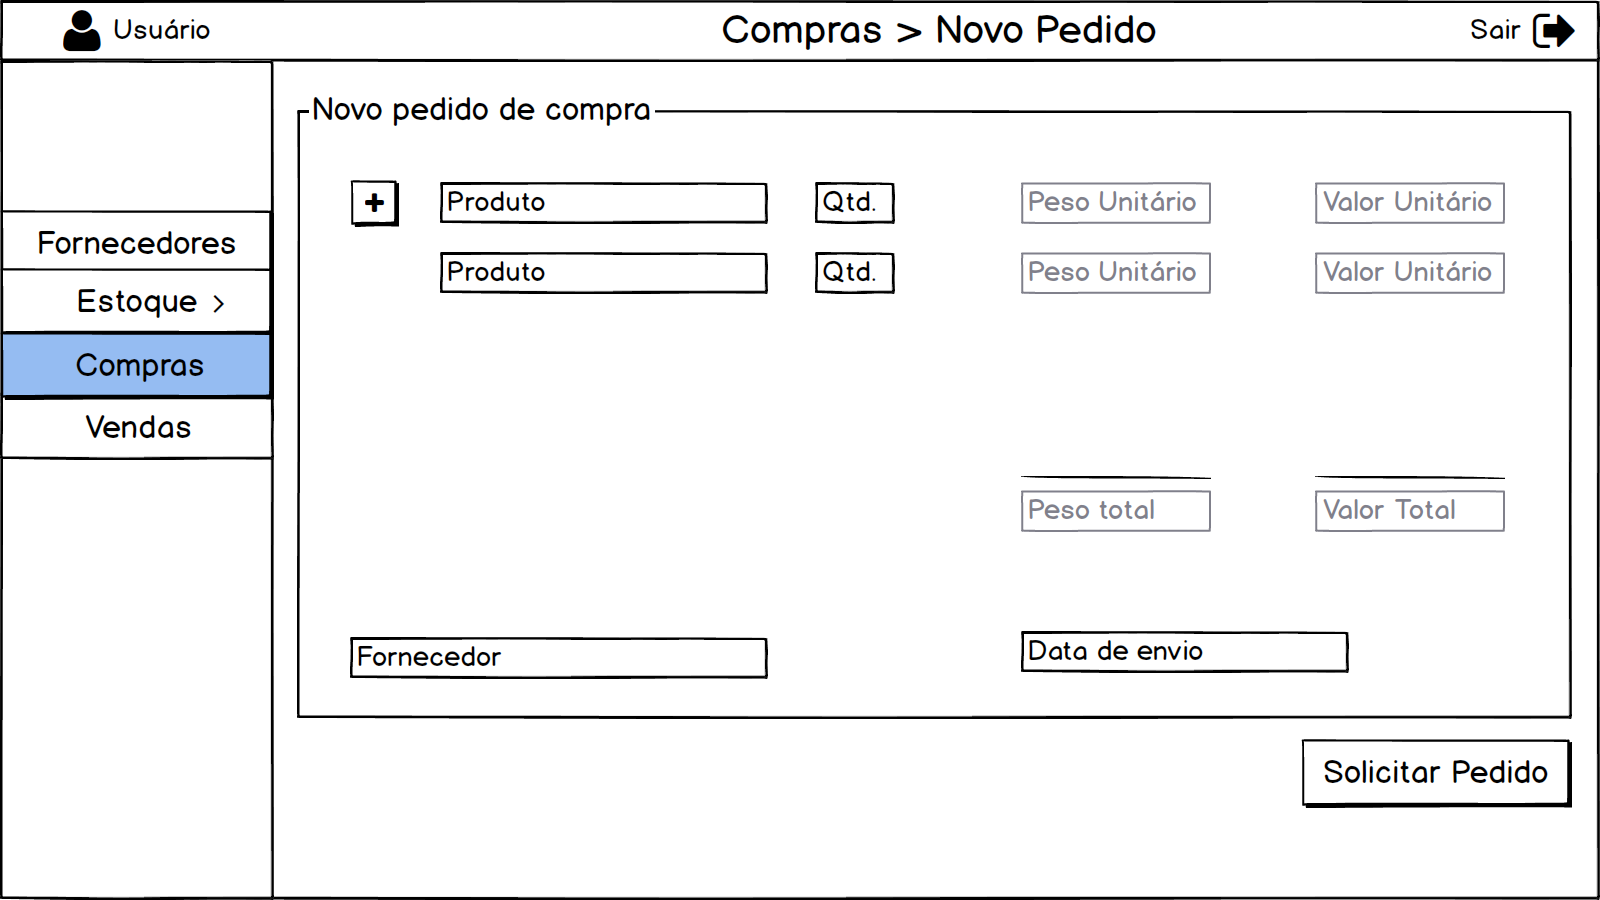 Usuário
Compras > Novo Pedido
Sair
Fornecedores
Estoque >
Compras
Vendas
Novo pedido de compra
+
Produto
Qtd.
Peso Unitário
Valor Unitário
Produto
Qtd.
Peso Unitário
Valor Unitário
Peso total
Valor Total
Fornecedor
Data de envio
Solicitar Pedido